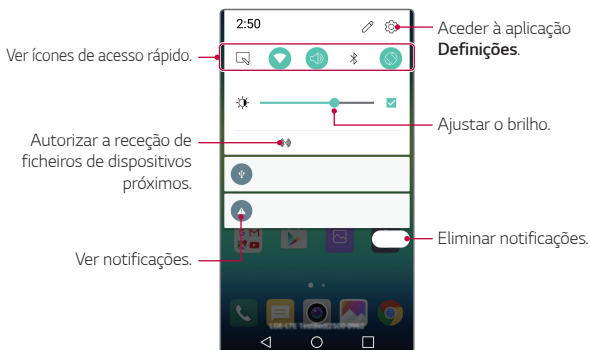 2:50
Aceder à aplicação
Definições.
Ver ícones de acesso rápido.
Ajustar o brilho.
Autorizar a receção de
ficheiros de dispositivos
próximos.
Eliminar notificações.
Ver notificações.